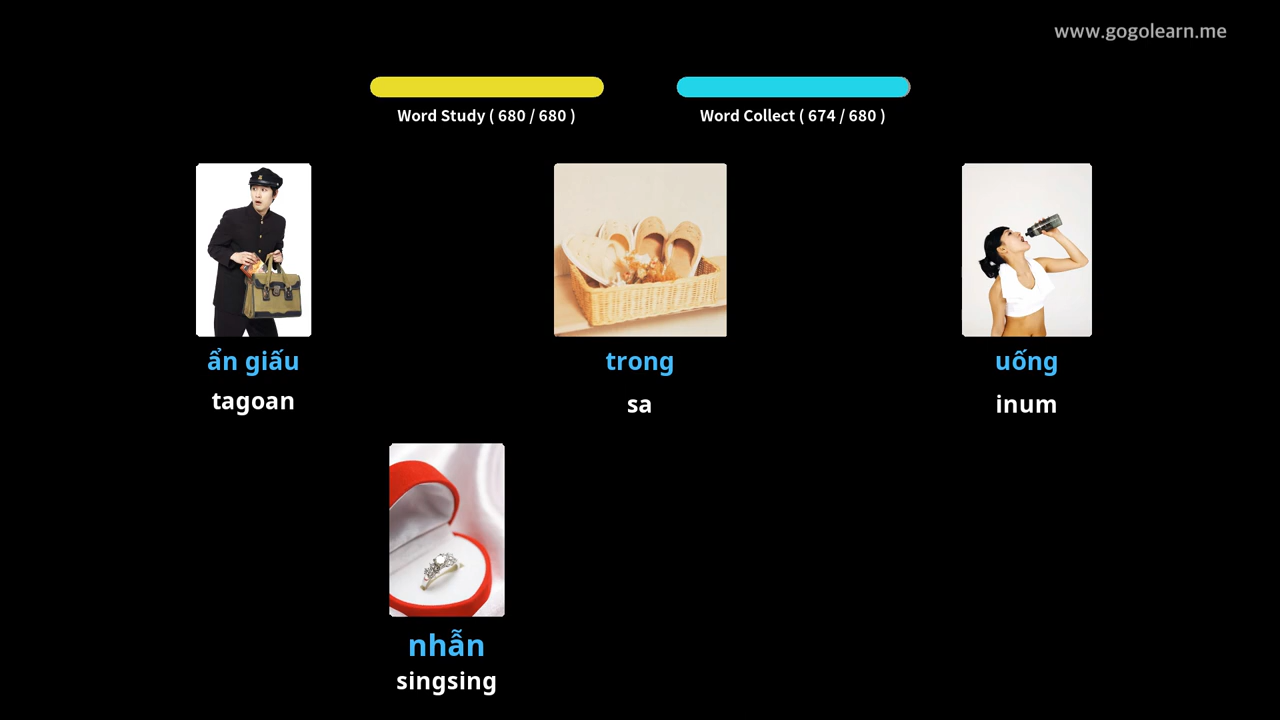 www.gogolearn.me
Word Study ( 680 / 680 )
Word Collect ( 674 / 680 )
ẩn giấu
tagoan
trong
sa
uống
inum
nhẫn
singsing